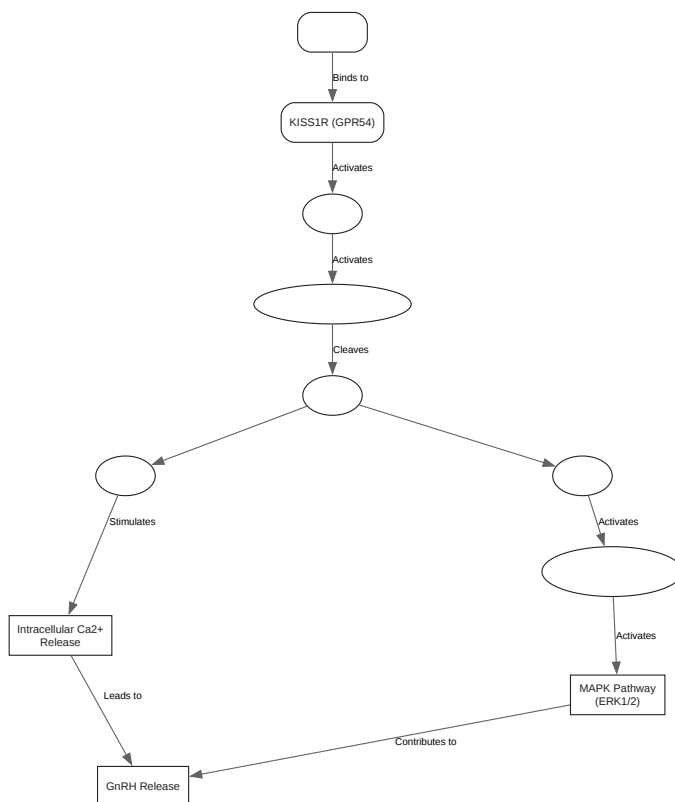 Binds to
KISS1R (GPR54)
Activates
Activates
Cleaves
Stimulates
Activates
Intracellular Ca2+
Release
Activates
MAPK Pathway
(ERK1/2)
Leads to
Contributes to
GnRH Release